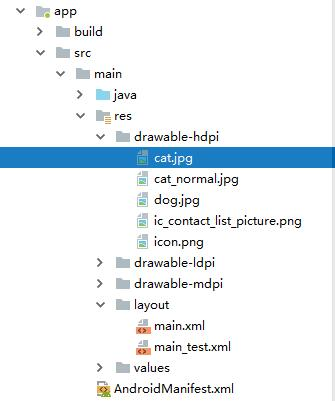 app
build
src
main
java
res
drawable-hdpi
cat.jpg
cat_normal.jpg
dog.jpg
ic_contact_list_picture.png
icon.png
drawable-ldpi
drawable-mdpi
layout
main.xml
main_test.xml
values
AndroidManifest.xml